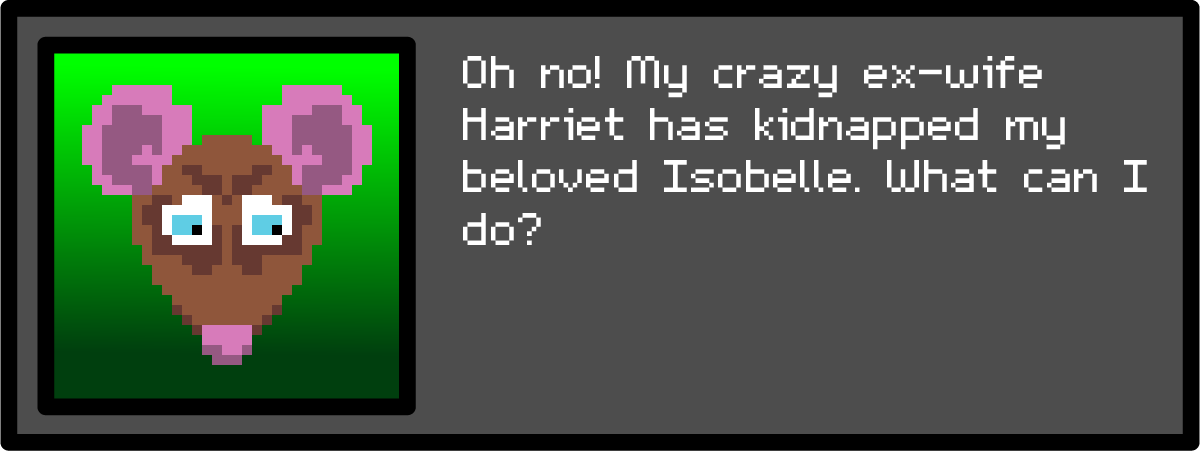 Oh no! My crazy ex-wife
Harriet has kidnapped my
beloved Isobelle. What can I
do?